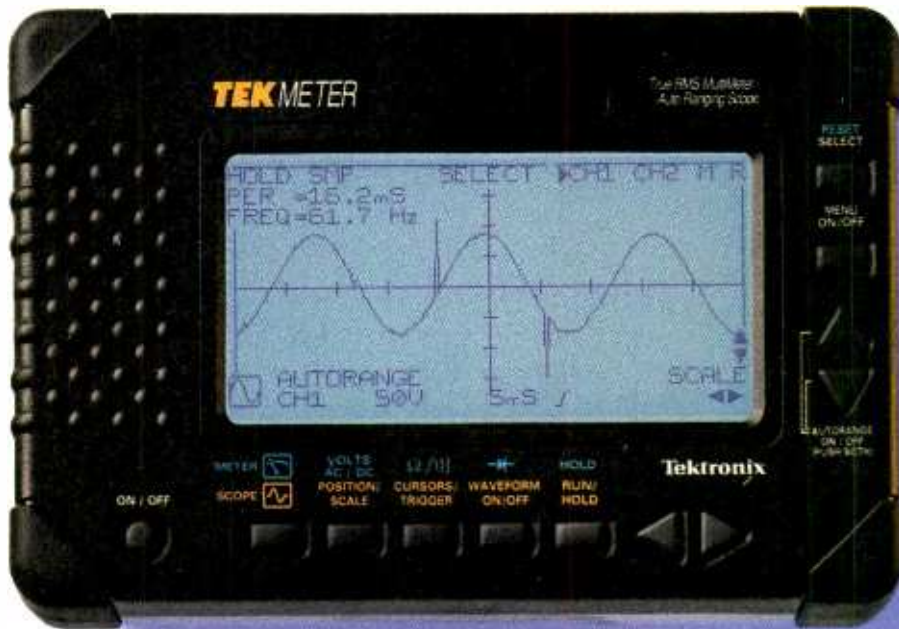 TEKMETER
True RMS MultiMeter
Auto Ranging Scope
RESET
SELECT
HOLD SMP SELECT CH1 CH2 M R
PER =16.2mS
FREQ=61.7 Hz
MENU
ON/OFF
AUTORANGE
CH1 50V 5mS
SCALE
AUTORANGE
ON / OFF
(PUSH BOTH)
Tektronix
METER
VOLTS
AC / DC
HOLD
SCOPE
POSITION/
SCALE
CURSORS/
TRIGGER
WAVEFORM
ON/OFF
RUN/
HOLD
ON / OFF